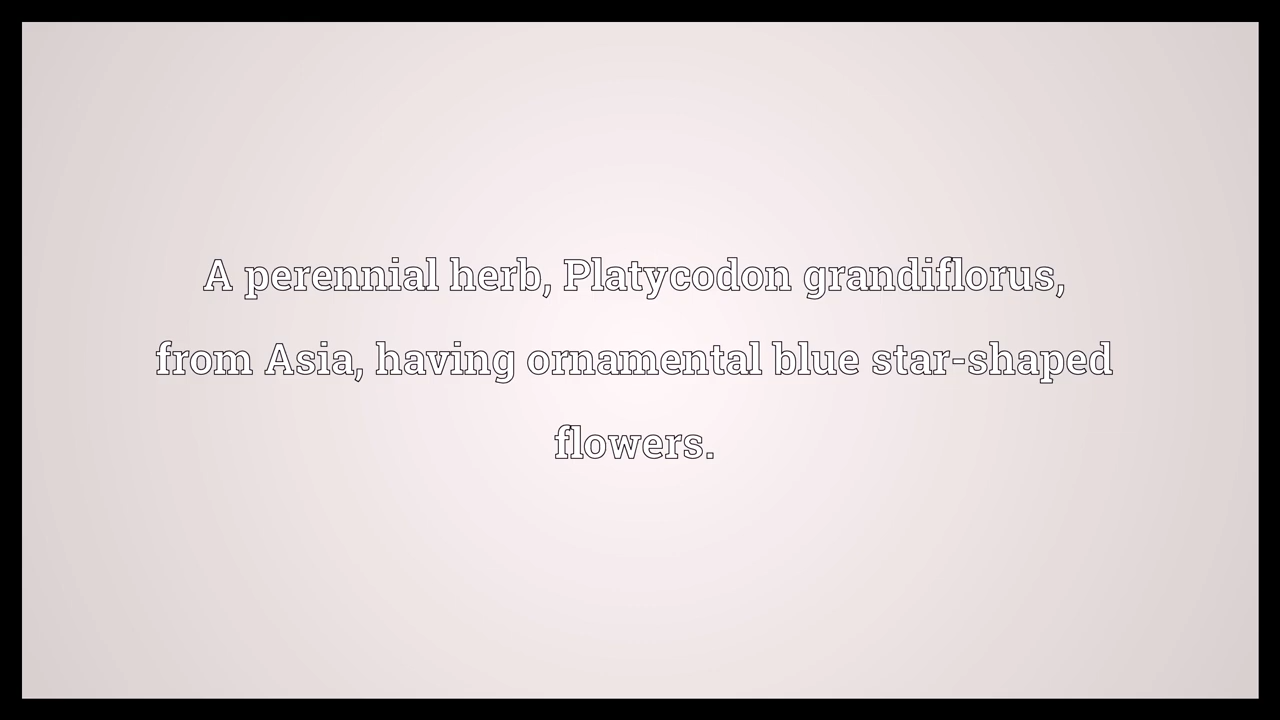 A perennial herb, Platycodon grandiflorus,
from Asia, having ornamental blue star-shaped
flowers.